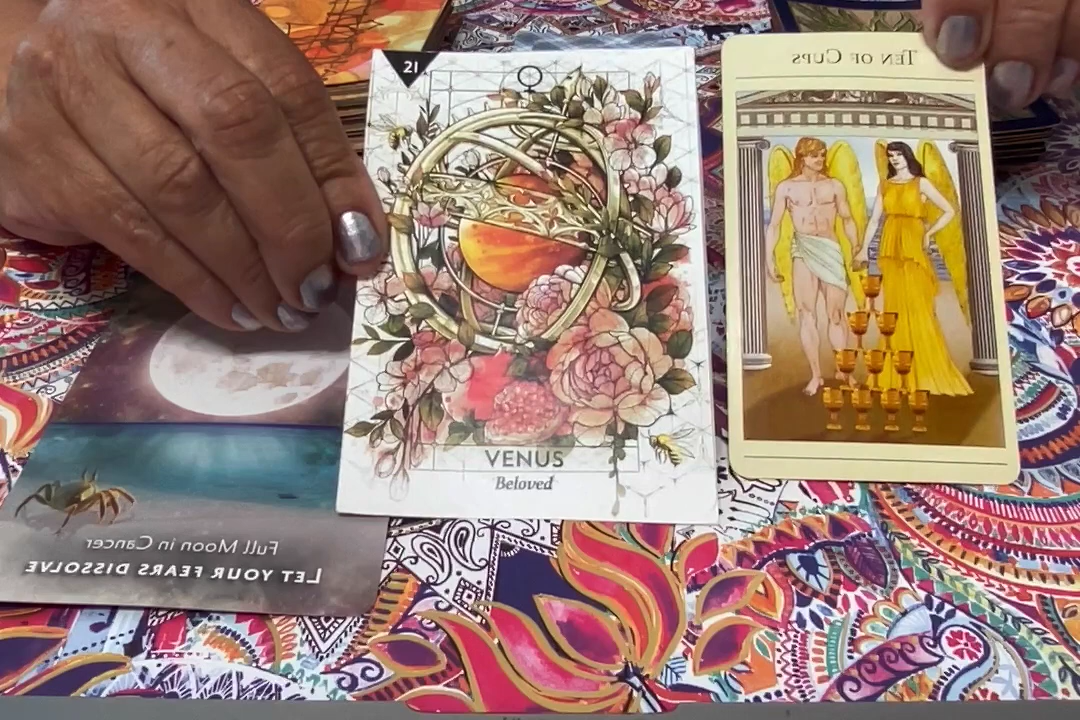 21
VENUS
Beloved
Ten of Cups
Full Moon in Cancer
LET YOUR FEARS DISSOLVE